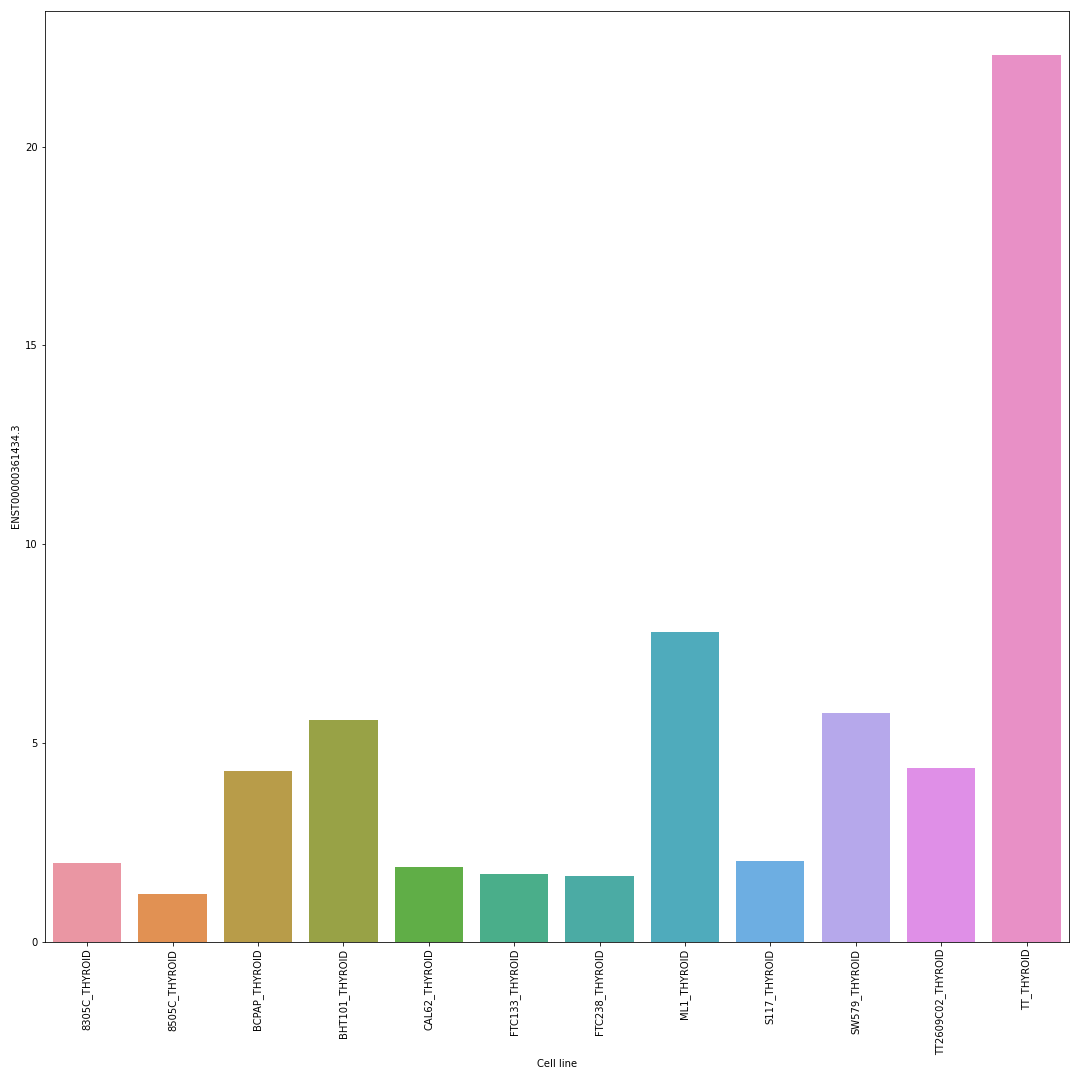 ENST00000361434.3
20
15
10
5
0
8305C_THYROID
8505C_THYROID
BCPAP_THYROID
BHT101_THYROID
CAL62_THYROID
FTC133_THYROID
FTC238_THYROID
ML1_THYROID
S117_THYROID
SW579_THYROID
TT2609C02_THYROID
TT_THYROID
Cell line